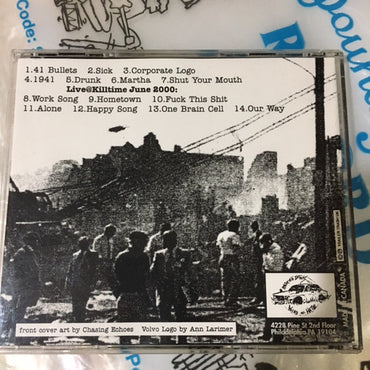 1.41 Bullets 2.Sick 3.Corporate Logo
4.1941 5.Drunk 6.Martha 7.Shut Your Mouth
Live@Killtime June 2000:
8.Work Song 9.Hometown 10.Fuck This Shit
11.Alone 12.Happy Song 13.One Brain Cell 14.Our Way
front cover art by Chasing Echoes Volvo Logo by Ann Larimer
4228 Pine St 2nd Floor
Philadelphia PA 19104
CANADA
Code: